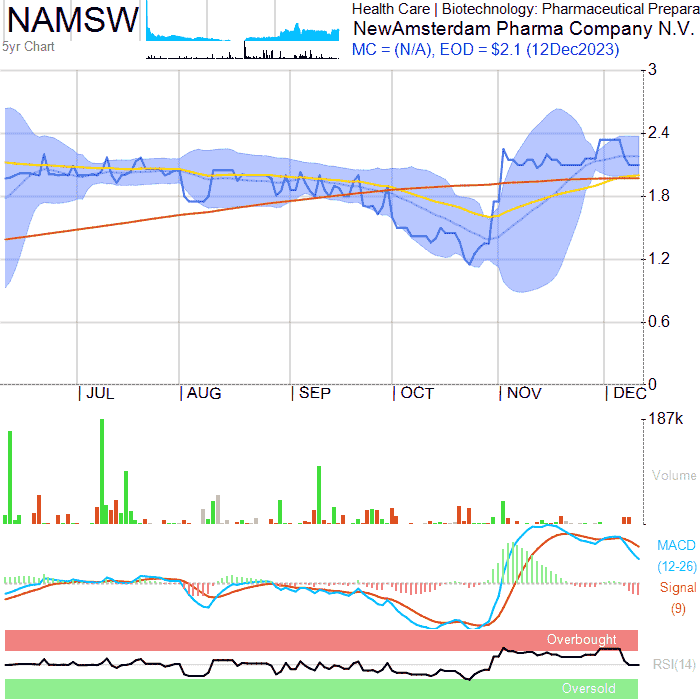 NAMSW
5yr Chart
Health Care | Biotechnology: Pharmaceutical Prepara
NewAmsterdam Pharma Company N.V.
MC = (N/A), EOD = $2.1 (12Dec2023)
3
2.4
1.8
1.2
0.6
0
| JUL | AUG | SEP | OCT | NOV | DEC
187k
Volume
MACD
(12-26)
Signal
(9)
Overbought
RSI(14)
Oversold